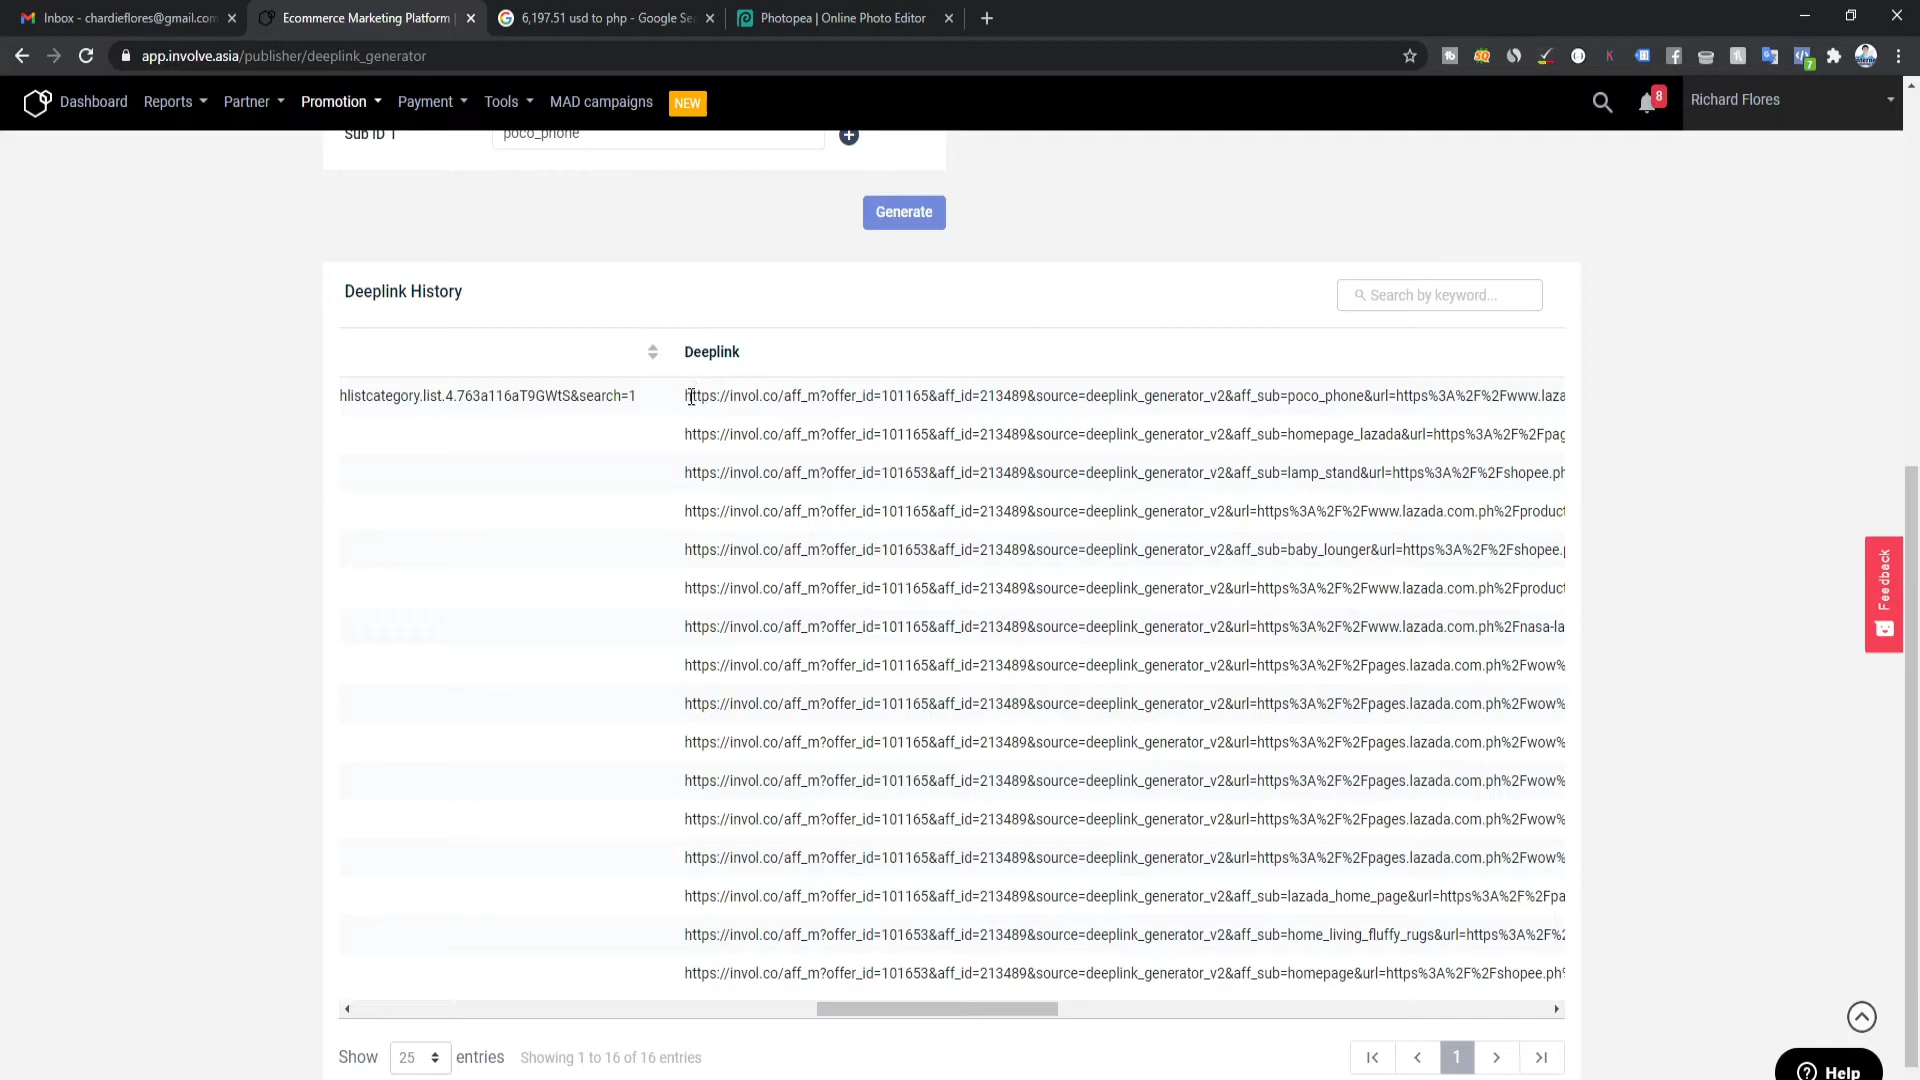 Inbox - chardieflores@gmail.com
Ecommerce Marketing Platform |
6,197.51 usd to php - Google Se
Photopea | Online Photo Editor
app.involve.asia/publisher/deeplink_generator
7
Dashboard Reports Partner Promotion Payment Tools MAD campaigns NEW
8
Richard Flores
Sub ID 1 poco_phone
Generate
Deeplink History
Search by keyword...
Deeplink
hlistcategory.list.4.763a116aT9GWtS&search=1 https://invol.co/aff_m?offer_id=101165&aff_id=213489&source=deeplink_generator_v2&aff_sub=poco_phone&url=https%3A%2F%2Fwww.laza
https://invol.co/aff_m?offer_id=101165&aff_id=213489&source=deeplink_generator_v2&aff_sub=homepage_lazada&url=https%3A%2F%2Fpag
https://invol.co/aff_m?offer_id=101653&aff_id=213489&source=deeplink_generator_v2&aff_sub=lamp_stand&url=https%3A%2F%2Fshopee.ph
https://invol.co/aff_m?offer_id=101165&aff_id=213489&source=deeplink_generator_v2&url=https%3A%2F%2Fwww.lazada.com.ph%2Fproduct
https://invol.co/aff_m?offer_id=101653&aff_id=213489&source=deeplink_generator_v2&aff_sub=baby_lounger&url=https%3A%2F%2Fshopee.p
https://invol.co/aff_m?offer_id=101165&aff_id=213489&source=deeplink_generator_v2&url=https%3A%2F%2Fwww.lazada.com.ph%2Fproduct
https://invol.co/aff_m?offer_id=101165&aff_id=213489&source=deeplink_generator_v2&url=https%3A%2F%2Fwww.lazada.com.ph%2Fnasa-la
https://invol.co/aff_m?offer_id=101165&aff_id=213489&source=deeplink_generator_v2&url=https%3A%2F%2Fpages.lazada.com.ph%2Fwow%
https://invol.co/aff_m?offer_id=101165&aff_id=213489&source=deeplink_generator_v2&url=https%3A%2F%2Fpages.lazada.com.ph%2Fwow%
https://invol.co/aff_m?offer_id=101165&aff_id=213489&source=deeplink_generator_v2&url=https%3A%2F%2Fpages.lazada.com.ph%2Fwow%
https://invol.co/aff_m?offer_id=101165&aff_id=213489&source=deeplink_generator_v2&url=https%3A%2F%2Fpages.lazada.com.ph%2Fwow%
https://invol.co/aff_m?offer_id=101165&aff_id=213489&source=deeplink_generator_v2&url=https%3A%2F%2Fpages.lazada.com.ph%2Fwow%
https://invol.co/aff_m?offer_id=101165&aff_id=213489&source=deeplink_generator_v2&url=https%3A%2F%2Fpages.lazada.com.ph%2Fwow%
https://invol.co/aff_m?offer_id=101165&aff_id=213489&source=deeplink_generator_v2&aff_sub=lazada_home_page&url=https%3A%2F%2Fpa
https://invol.co/aff_m?offer_id=101653&aff_id=213489&source=deeplink_generator_v2&aff_sub=home_living_fluffy_rugs&url=https%3A%2F%2
https://invol.co/aff_m?offer_id=101653&aff_id=213489&source=deeplink_generator_v2&aff_sub=homepage&url=https%3A%2F%2Fshopee.ph%
Feedback
Show 25 entries Showing 1 to 16 of 16 entries
1
Help